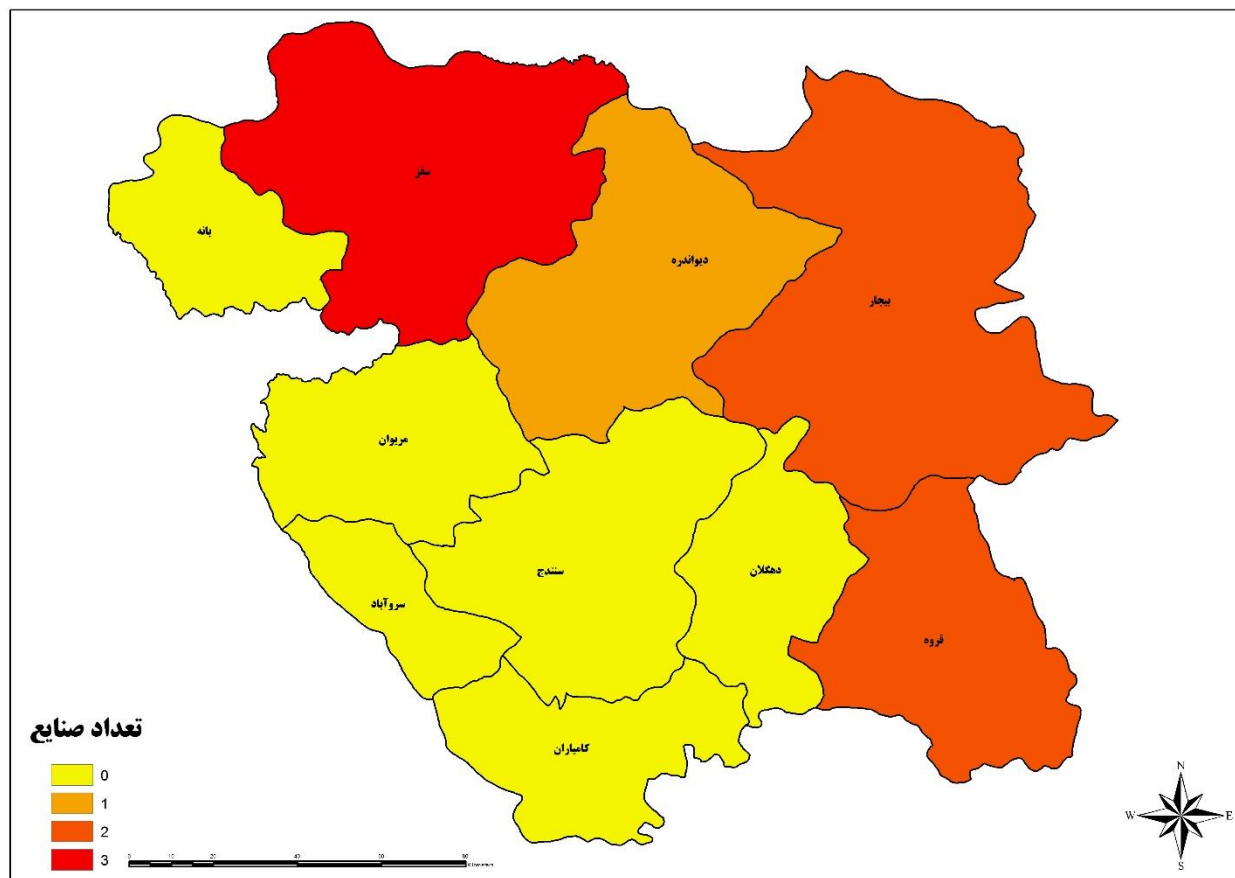 سقز
بانه
دیواندره
بیجار
مریوان
سنندج
دهگلان
سروآباد
قروه
کامیاران
تعداد صنایع
0
1
2
3
N
W
E
S